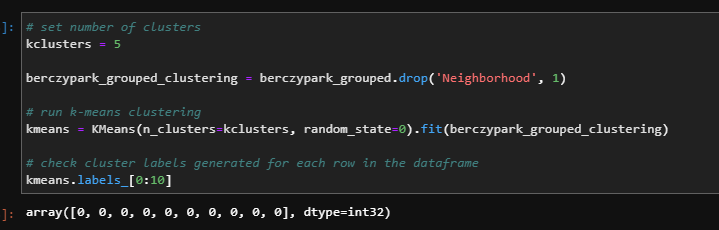 ]: # set number of clusters
kclusters = 5
berczypark_grouped_clustering = berczypark_grouped.drop('Neighborhood', 1)
# run k-means clustering
kmeans = KMeans(n_clusters=kclusters, random_state=0).fit(berczypark_grouped_clustering)
# check cluster labels generated for each row in the dataframe
kmeans.labels_[0:10]
]: array([0, 0, 0, 0, 0, 0, 0, 0, 0, 0], dtype=int32)